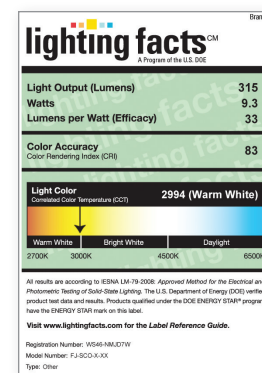 Bran
lighting facts CM
A Program of the U.S. DOE
Light Output (Lumens) 315
Watts 9.3
Lumens per Watt (Efficacy) 33
Color Accuracy 83
Color Rendering Index (CRI)
Light Color
Correlated Color Temperature (CCT) 2994 (Warm White)
Warm White Bright White Daylight
2700K 3000K 4500K 6500K
All results are according to IESNA LM-79-2008: Approved Method for the Electrical and
Photometric Testing of Solid-State Lighting. The U.S. Department of Energy (DOE) verifie
product test data and results. Products qualified under the DOE ENERGY STAR® program
have the ENERGY STAR mark on this label.
Visit www.lightingfacts.com for the Label Reference Guide.
Registration Number: WS46-NMJD7W
Model Number: FJ-SCO-X-XX
Type: Other